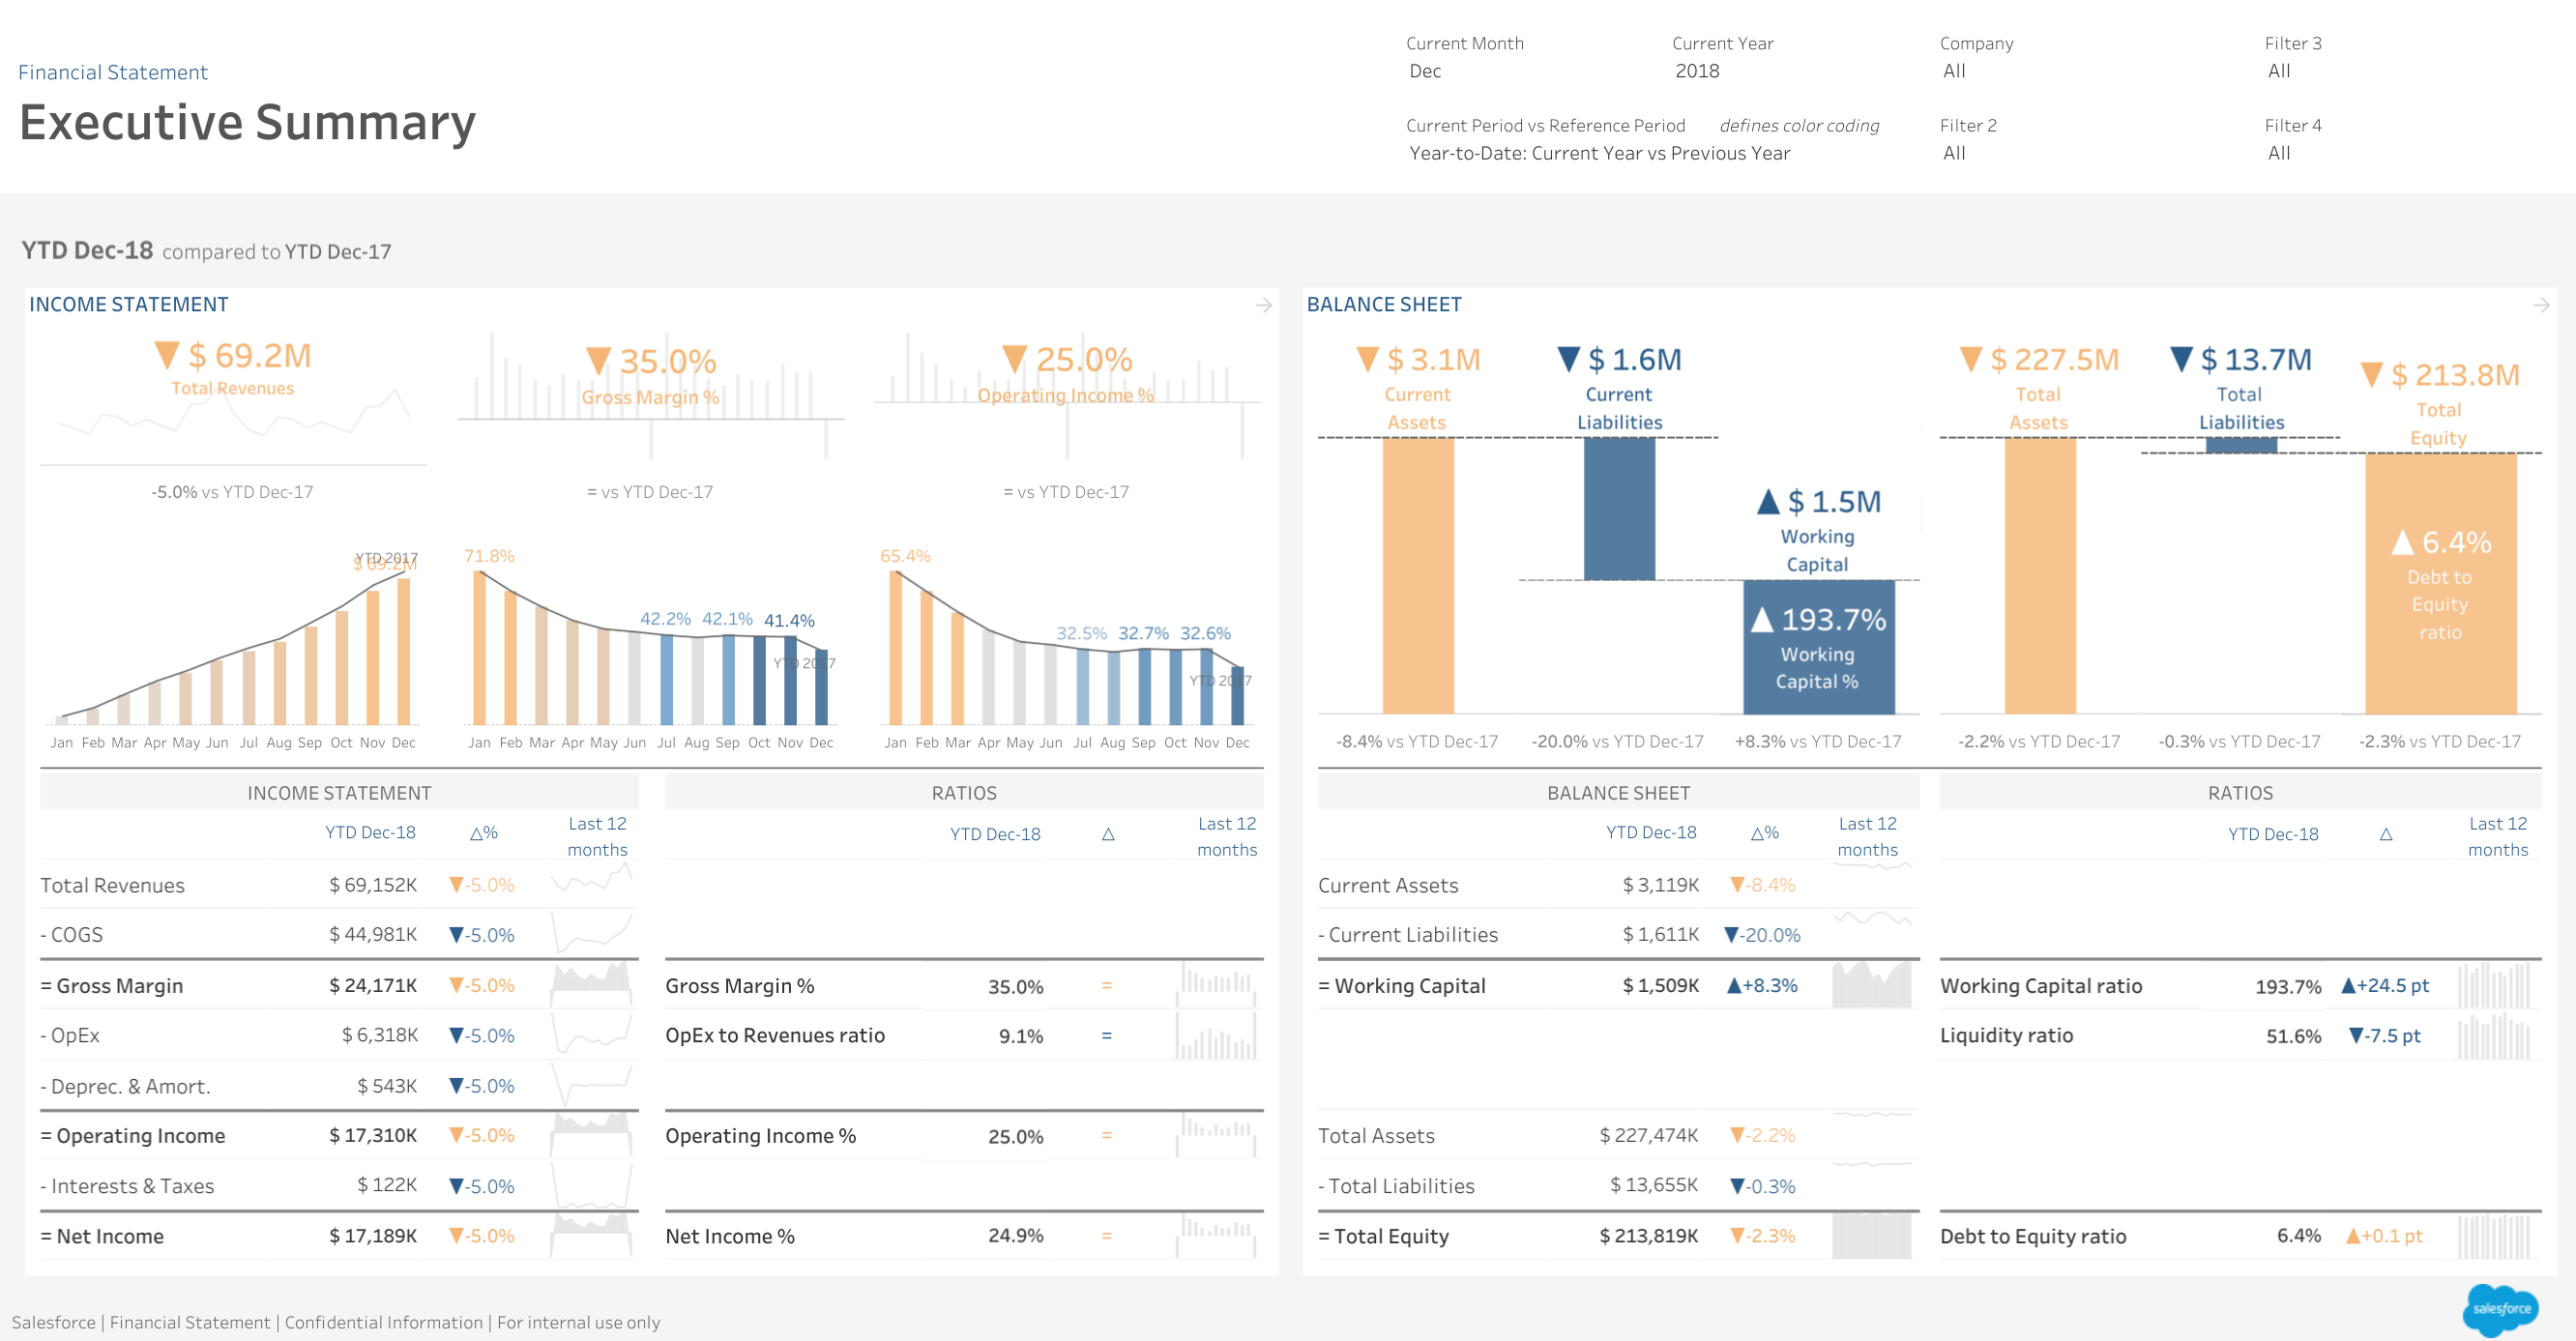 Financial Statement
Executive Summary
Current Month
Dec
Current Year
2018
Company
All
Filter 3
All
Current Period vs Reference Period defines color coding
Year-to-Date: Current Year vs Previous Year
Filter 2
All
Filter 4
All
YTD Dec-18 compared to YTD Dec-17
INCOME STATEMENT →
▼ $ 69.2M
Total Revenues
-5.0% vs YTD Dec-17
▼ 35.0%
Gross Margin %
= vs YTD Dec-17
▼ 25.0%
Operating Income %
= vs YTD Dec-17
YTD 2017
$ 69.2M
Jan Feb Mar Apr May Jun Jul Aug Sep Oct Nov Dec
71.8%
42.2% 42.1% 41.4%
YTD 2017
Jan Feb Mar Apr May Jun Jul Aug Sep Oct Nov Dec
65.4%
32.5% 32.7% 32.6%
YTD 2017
Jan Feb Mar Apr May Jun Jul Aug Sep Oct Nov Dec
INCOME STATEMENT
YTD Dec-18 △% Last 12
months
Total Revenues $ 69,152K ▼-5.0%
- COGS $ 44,981K ▼-5.0%
= Gross Margin $ 24,171K ▼-5.0%
- OpEx $ 6,318K ▼-5.0%
- Deprec. & Amort. $ 543K ▼-5.0%
= Operating Income $ 17,310K ▼-5.0%
- Interests & Taxes $ 122K ▼-5.0%
= Net Income $ 17,189K ▼-5.0%
RATIOS
YTD Dec-18 △ Last 12
months
Gross Margin % 35.0% =
OpEx to Revenues ratio 9.1% =
Operating Income % 25.0% =
Net Income % 24.9% =
BALANCE SHEET →
▼ $ 3.1M
Current
Assets
-8.4% vs YTD Dec-17
▼ $ 1.6M
Current
Liabilities
-20.0% vs YTD Dec-17
▲ $ 1.5M
Working
Capital
▲ 193.7%
Working
Capital %
+8.3% vs YTD Dec-17
▼ $ 227.5M
Total
Assets
-2.2% vs YTD Dec-17
▼ $ 13.7M
Total
Liabilities
-0.3% vs YTD Dec-17
▼ $ 213.8M
Total
Equity
▲ 6.4%
Debt to
Equity
ratio
-2.3% vs YTD Dec-17
BALANCE SHEET
YTD Dec-18 △% Last 12
months
Current Assets $ 3,119K ▼-8.4%
- Current Liabilities $ 1,611K ▼-20.0%
= Working Capital $ 1,509K ▲+8.3%
Total Assets $ 227,474K ▼-2.2%
- Total Liabilities $ 13,655K ▼-0.3%
= Total Equity $ 213,819K ▼-2.3%
RATIOS
YTD Dec-18 △ Last 12
months
Working Capital ratio 193.7% ▲+24.5 pt
Liquidity ratio 51.6% ▼-7.5 pt
Debt to Equity ratio 6.4% ▲+0.1 pt
Salesforce | Financial Statement | Confidential Information | For internal use only
salesforce